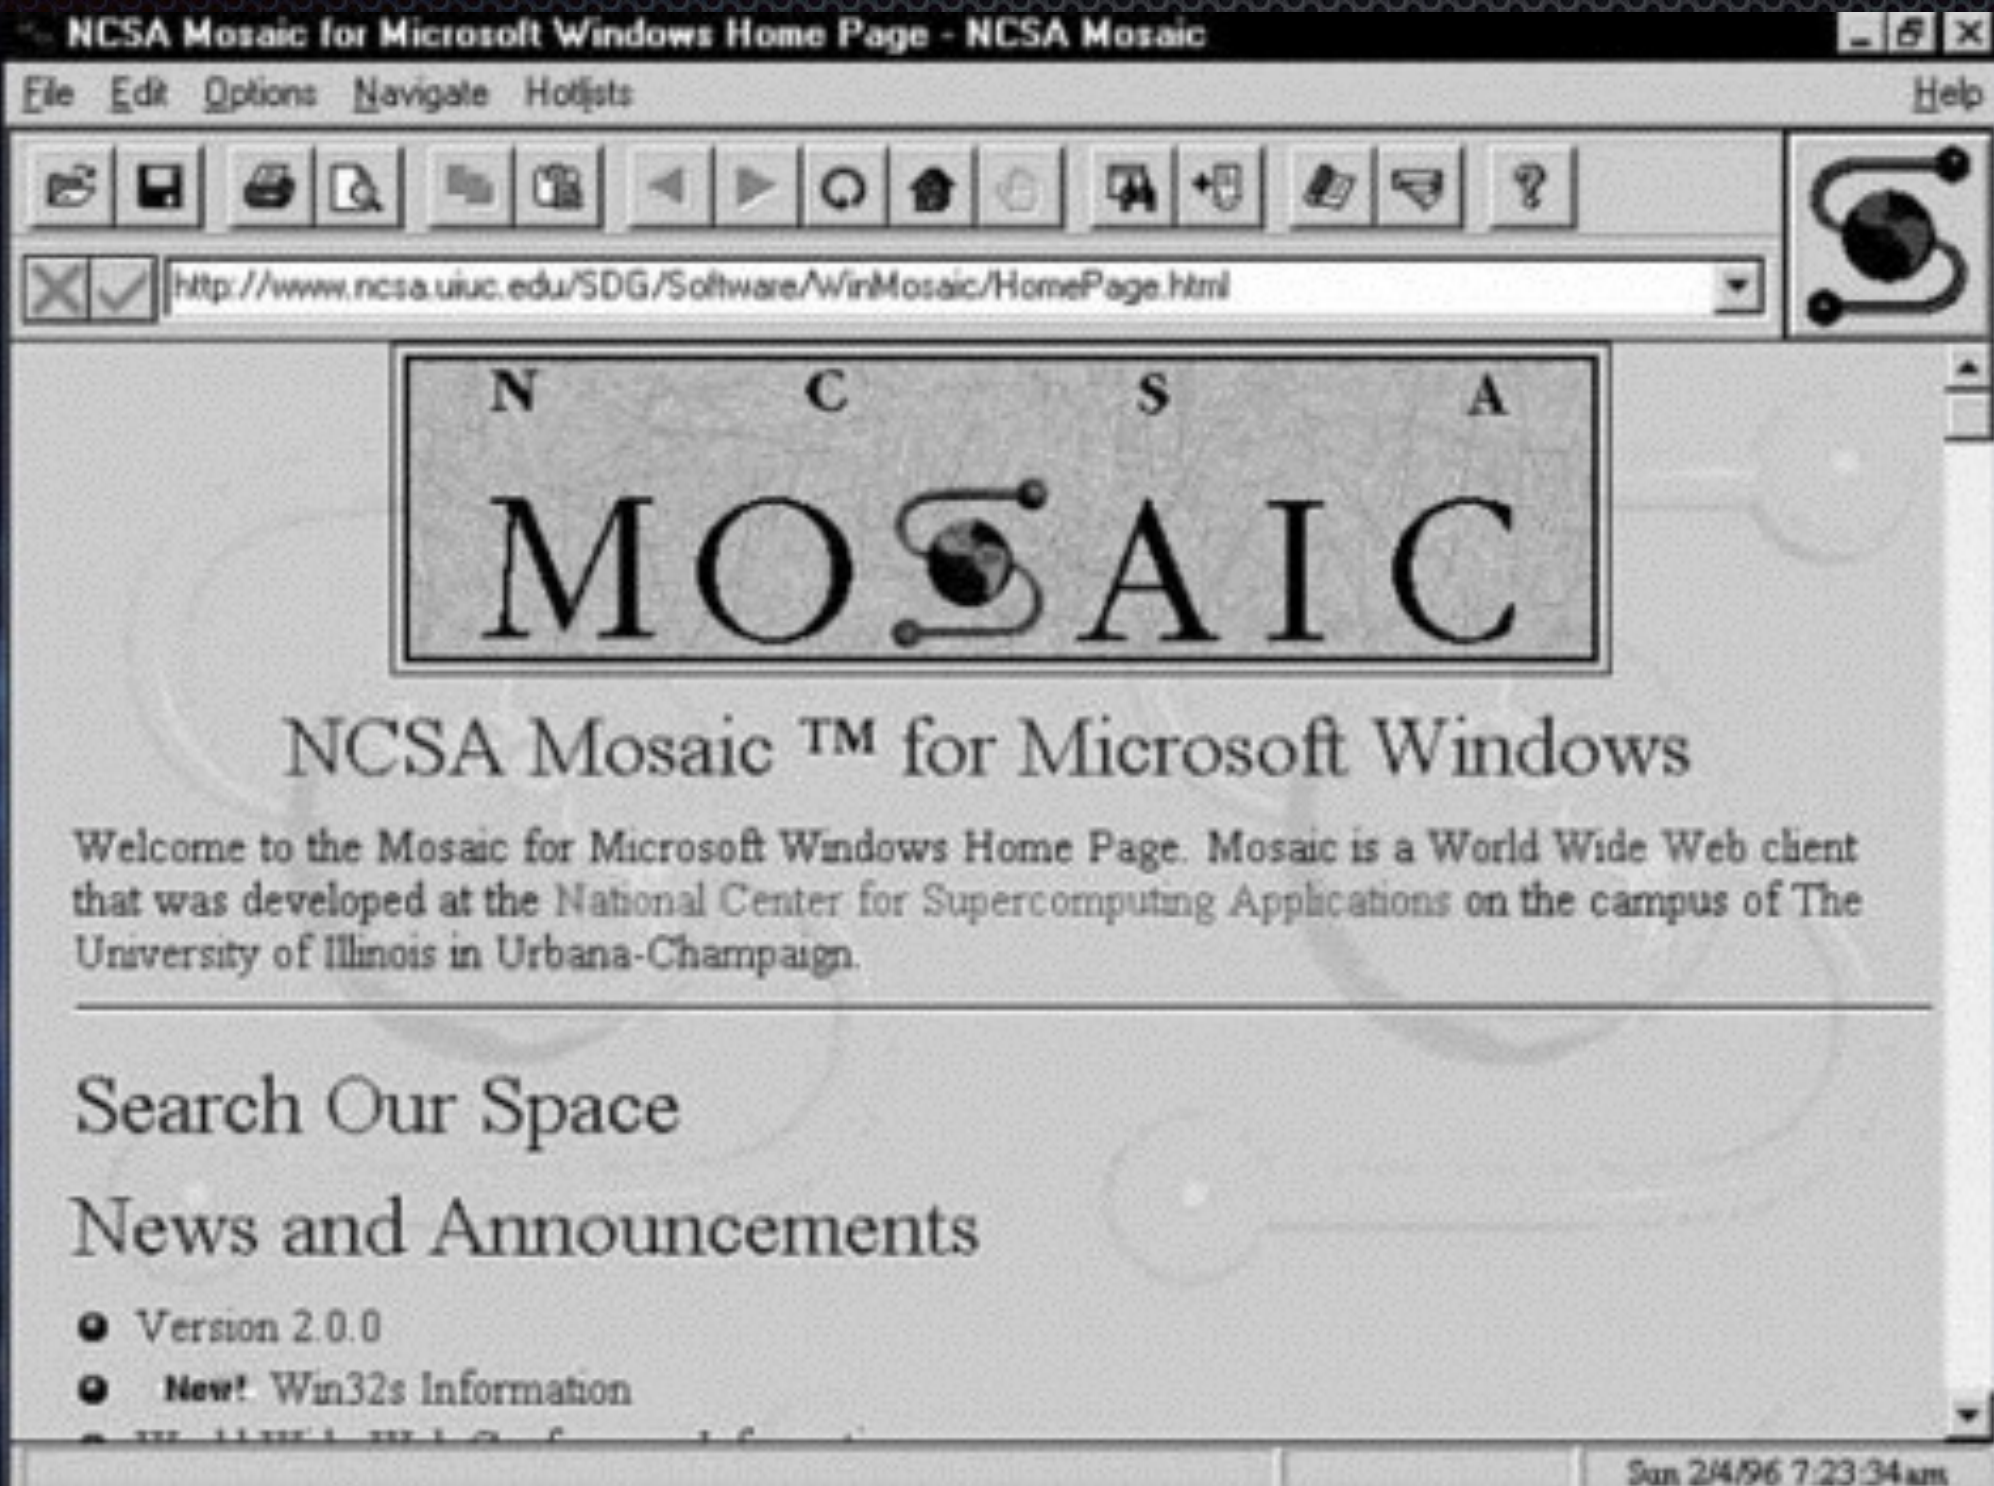 NCSA Mosaic for Microsoft Windows Home Page - NCSA Mosaic
File Edit Options Navigate Hotlists Help
http://www.ncsa.uiuc.edu/SDG/Software/WinMosaic/HomePage.html
N C S A
MOSAIC
NCSA Mosaic ™ for Microsoft Windows
Welcome to the Mosaic for Microsoft Windows Home Page. Mosaic is a World Wide Web client
that was developed at the National Center for Supercomputing Applications on the campus of The
University of Illinois in Urbana-Champaign.
Search Our Space
News and Announcements
Version 2.0.0
New! Win32s Information
Sun 2/4/96 7:23:34am